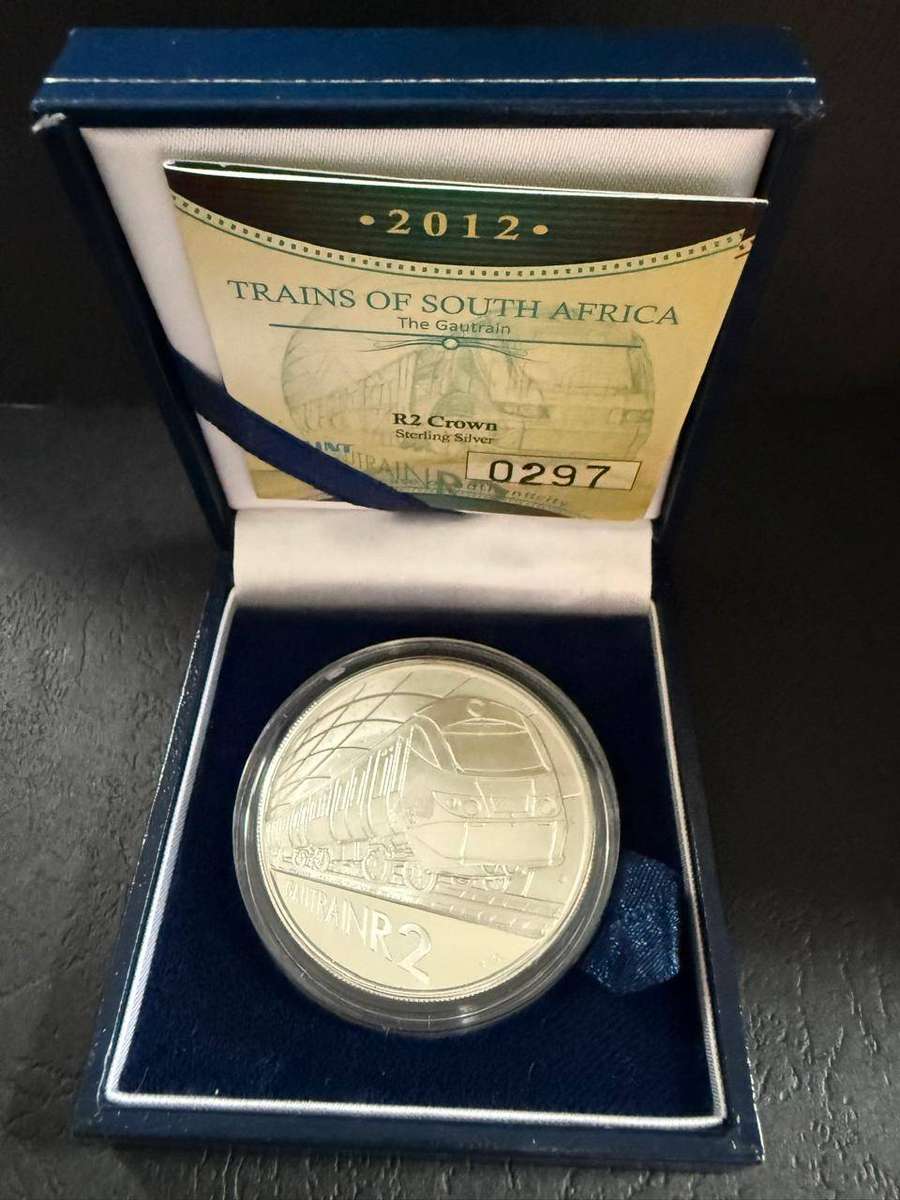 •2012•
TRAINS OF SOUTH AFRICA
The Gautrain
R2 Crown
Sterling Silver
0297
GAUTRAIN R2